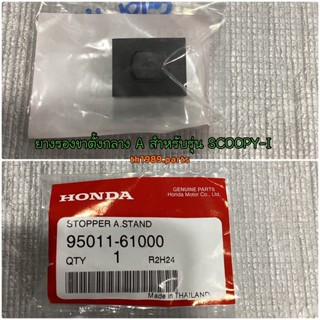 ยางรองขาตั้งกลาง A สำหรับรุ่น SCOOPY-I
th1989.parts
HONDA
GENUINE PARTS
Honda Motor Co., Ltd.
STOPPER A.STAND
95011-61000
QTY 1 R2H24
Made in THAILAND